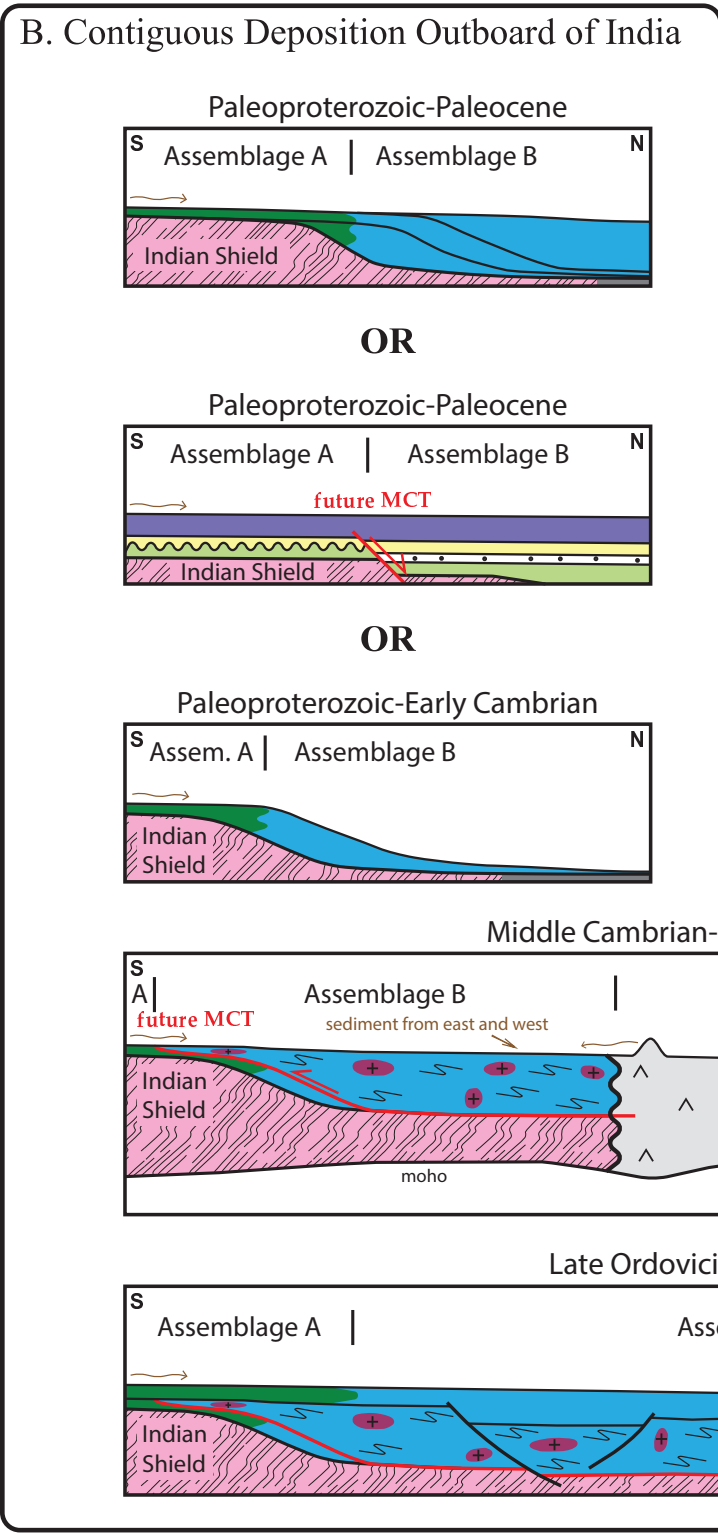 B. Contiguous Deposition Outboard of India
Paleoproterozoic-Paleocene
S N
Assemblage A | Assemblage B
Indian Shield
OR
Paleoproterozoic-Paleocene
S N
Assemblage A | Assemblage B
future MCT
Indian Shield
OR
Paleoproterozoic-Early Cambrian
S N
Assem. A | Assemblage B
Indian
Shield
Middle Cambrian-
S
A | Assemblage B |
future MCT sediment from east and west
Indian
Shield
moho
Late Ordovici
S
Assemblage A | Asse
Indian
Shield